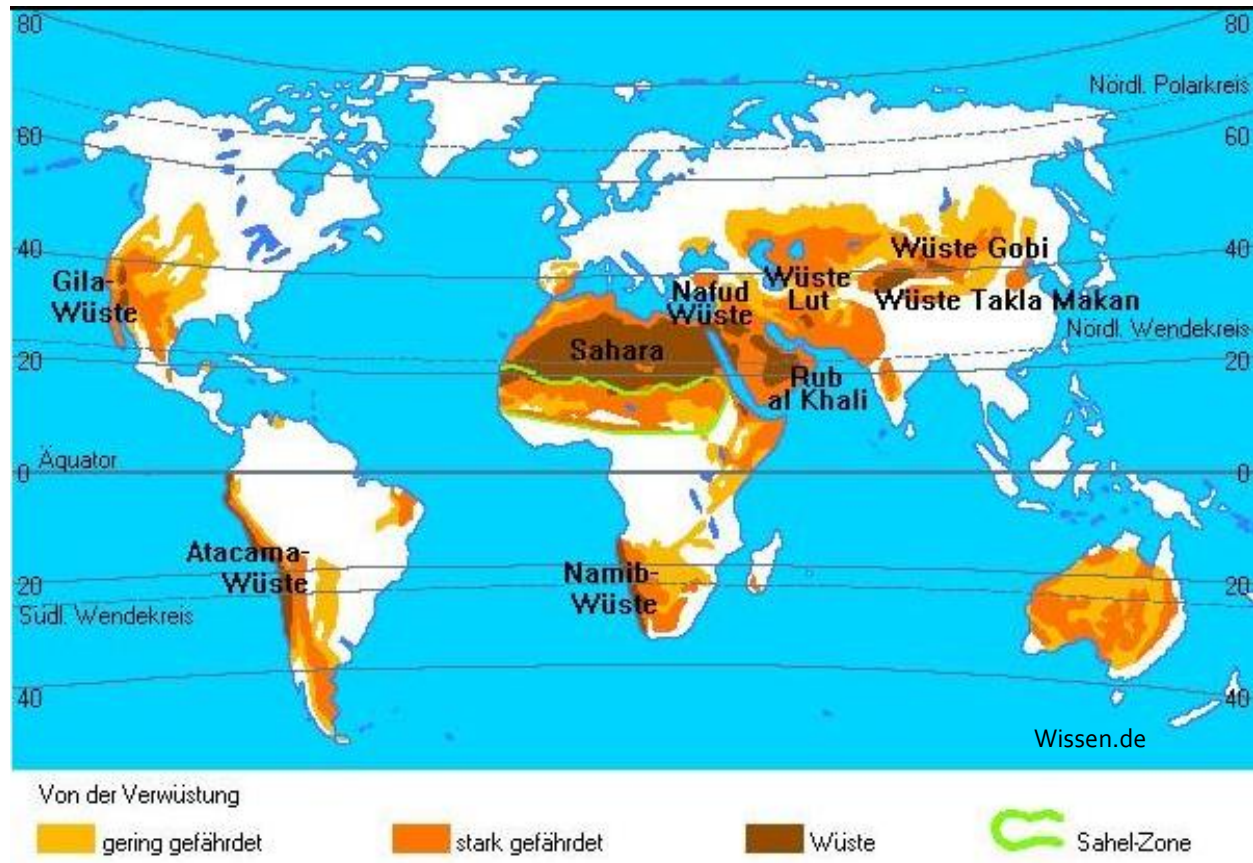 80
80
Nördl. Polarkreis
60
60
40
40
Wüste Gobi
Gila-
Wüste
Nafud
Wüste
Wüste
Lut
Wüste Takla Makan
Nördl. Wendekreis
20
20
Sahara
Rub
al Khali
Äquator
0
0
Atacama-
Wüste
Namib-
Wüste
20
20
Südl. Wendekreis
40
40
Wissen.de
Von der Verwüstung
gering gefährdet
stark gefährdet
Wüste
Sahel-Zone